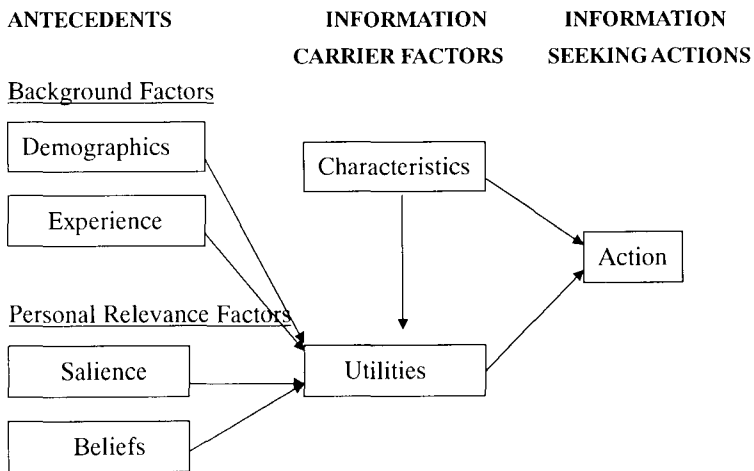 ANTECEDENTS
INFORMATION
CARRIER FACTORS
INFORMATION
SEEKING ACTIONS
Background Factors
Demographics
Experience
Personal Relevance Factors
Salience
Beliefs
Characteristics
Utilities
Action